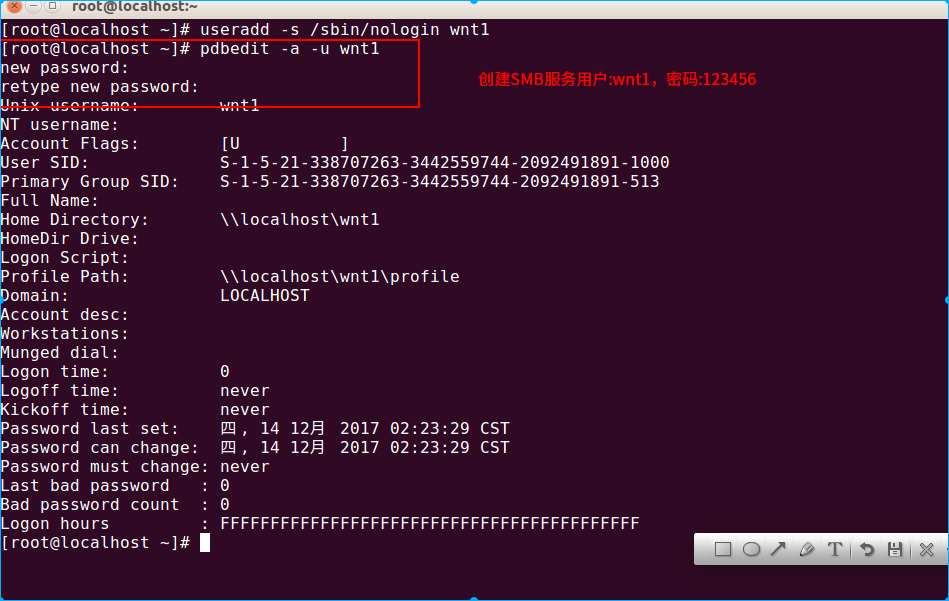 root@localhost:~
[root@localhost ~]# useradd -s /sbin/nologin wnt1
[root@localhost ~]# pdbedit -a -u wnt1
new password:
retype new password:
创建SMB服务用户:wnt1，密码:123456
Unix username:        wnt1
NT username:
Account Flags:        [U          ]
User SID:             S-1-5-21-338707263-3442559744-2092491891-1000
Primary Group SID:    S-1-5-21-338707263-3442559744-2092491891-513
Full Name:
Home Directory:       \\localhost\wnt1
HomeDir Drive:
Logon Script:
Profile Path:         \\localhost\wnt1\profile
Domain:               LOCALHOST
Account desc:
Workstations:
Munged dial:
Logon time:           0
Logoff time:          never
Kickoff time:         never
Password last set:    四, 14 12月 2017 02:23:29 CST
Password can change:  四, 14 12月 2017 02:23:29 CST
Password must change: never
Last bad password   : 0
Bad password count  : 0
Logon hours         : FFFFFFFFFFFFFFFFFFFFFFFFFFFFFFFFFFFFFFFFFF
[root@localhost ~]#
T